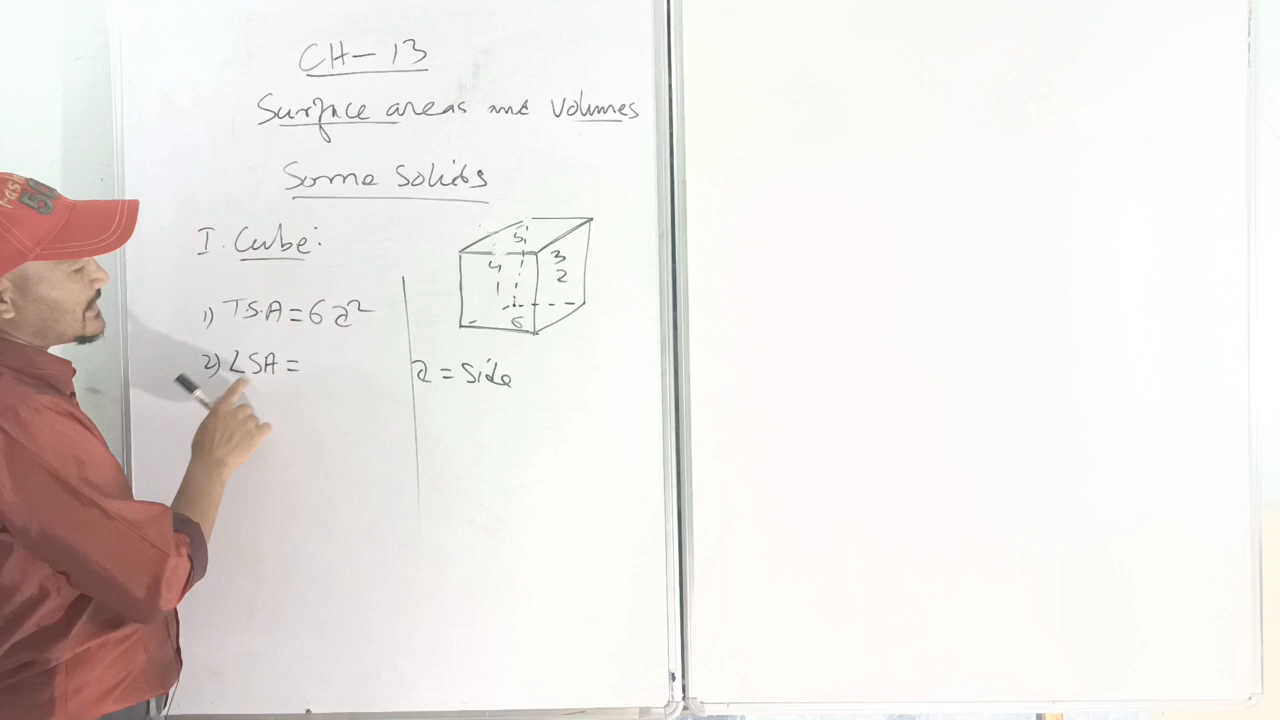 CH-13
Surface areas and Volumes
Some Solids
I. Cube:
1) T.S.A = 6a²
2) LSA =
5
4
3
2
1
6
a = Side
50